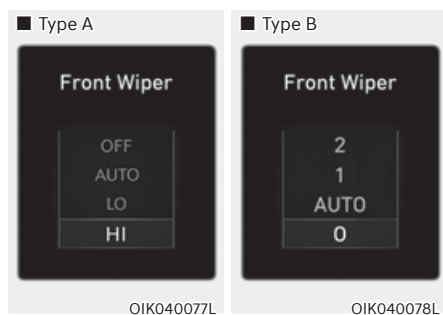 ■ Type A
Front Wiper
OFF
AUTO
LO
HI
OIK040077L
■ Type B
Front Wiper
2
1
AUTO
0
OIK040078L